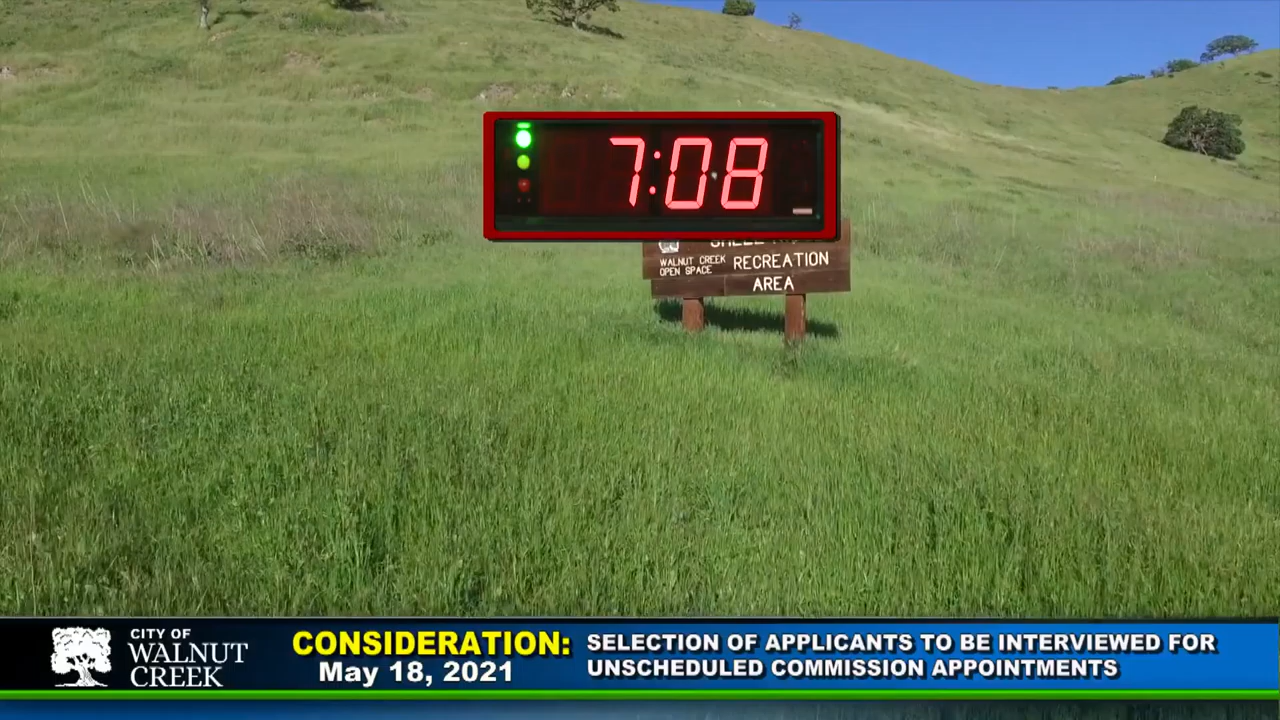 7:08
WALNUT CREEK
OPEN SPACE
RECREATION
AREA
CITY OF
WALNUT
CREEK
CONSIDERATION:
May 18, 2021
SELECTION OF APPLICANTS TO BE INTERVIEWED FOR
UNSCHEDULED COMMISSION APPOINTMENTS